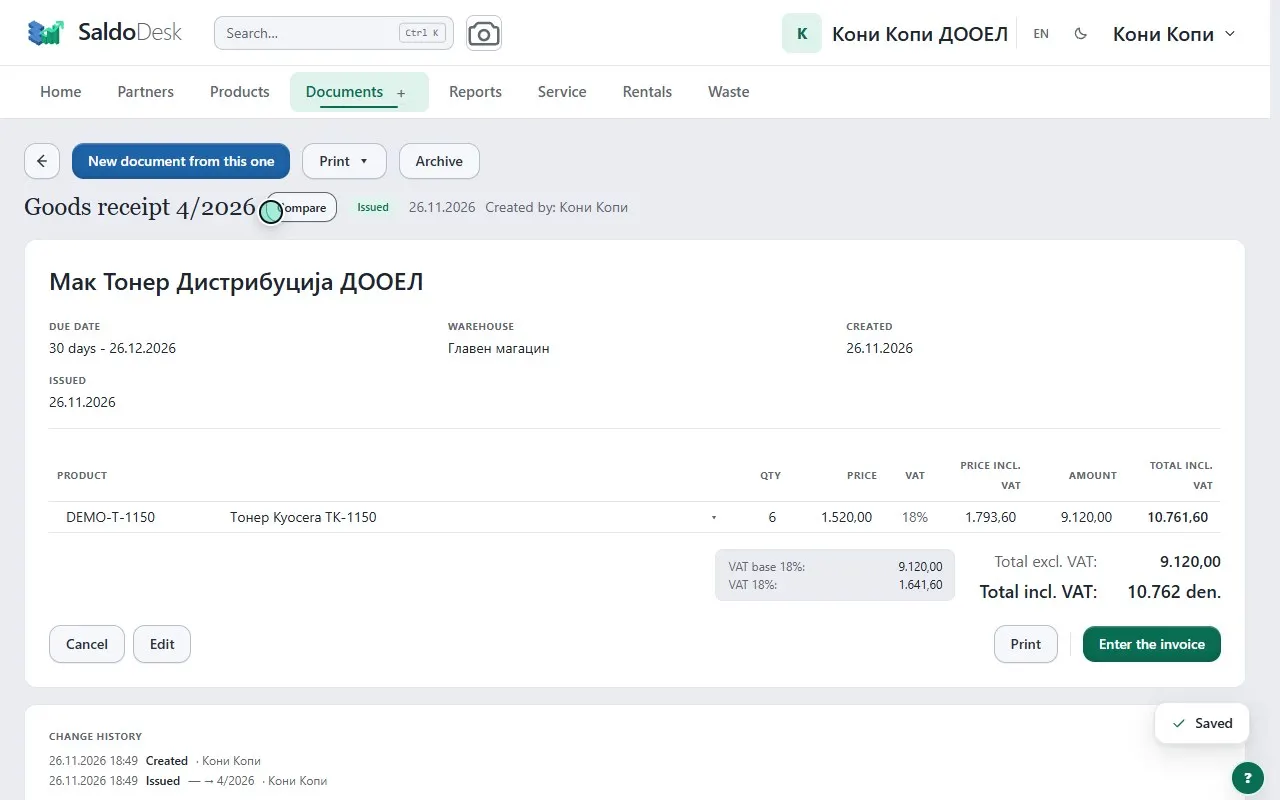 SaldoDesk
Search... Ctrl K
K Кони Копи ДООЕЛ EN Кони Копи
Home Partners Products Documents + Reports Service Rentals Waste
New document from this one Print Archive
Goods receipt 4/2026 Issued 26.11.2026 Created by: Кони Копи
Мак Тонер Дистрибуција ДООЕЛ
DUE DATE WAREHOUSE CREATED
30 days - 26.12.2026 Главен магацин 26.11.2026
ISSUED
26.11.2026
PRODUCT QTY PRICE VAT PRICE INCL. VAT AMOUNT TOTAL INCL. VAT
DEMO-T-1150 Тонер Kyocera TK-1150 6 1.520,00 18% 1.793,60 9.120,00 10.761,60
VAT base 18%: 9.120,00
VAT 18%: 1.641,60
Total excl. VAT: 9.120,00
Total incl. VAT: 10.762 den.
Cancel Edit Print Enter the invoice
CHANGE HISTORY
26.11.2026 18:49 Created · Кони Копи
26.11.2026 18:49 Issued — → 4/2026 · Кони Копи
Saved
?